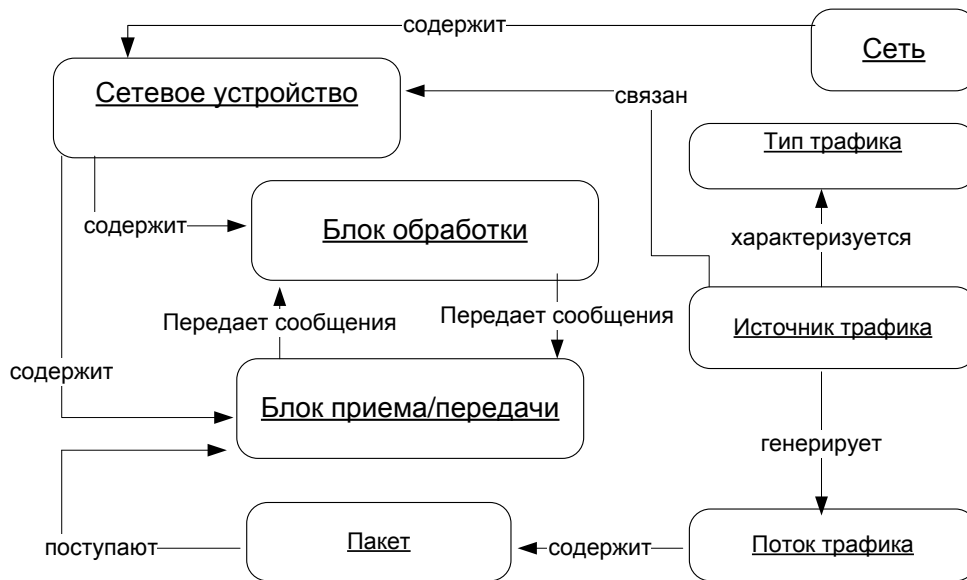 содержит
Сеть
Сетевое устройство
связан
Тип трафика
содержит
Блок обработки
характеризуется
Передает сообщения
Передает сообщения
Источник трафика
содержит
Блок приема/передачи
генерирует
поступают
Пакет
содержит
Поток трафика